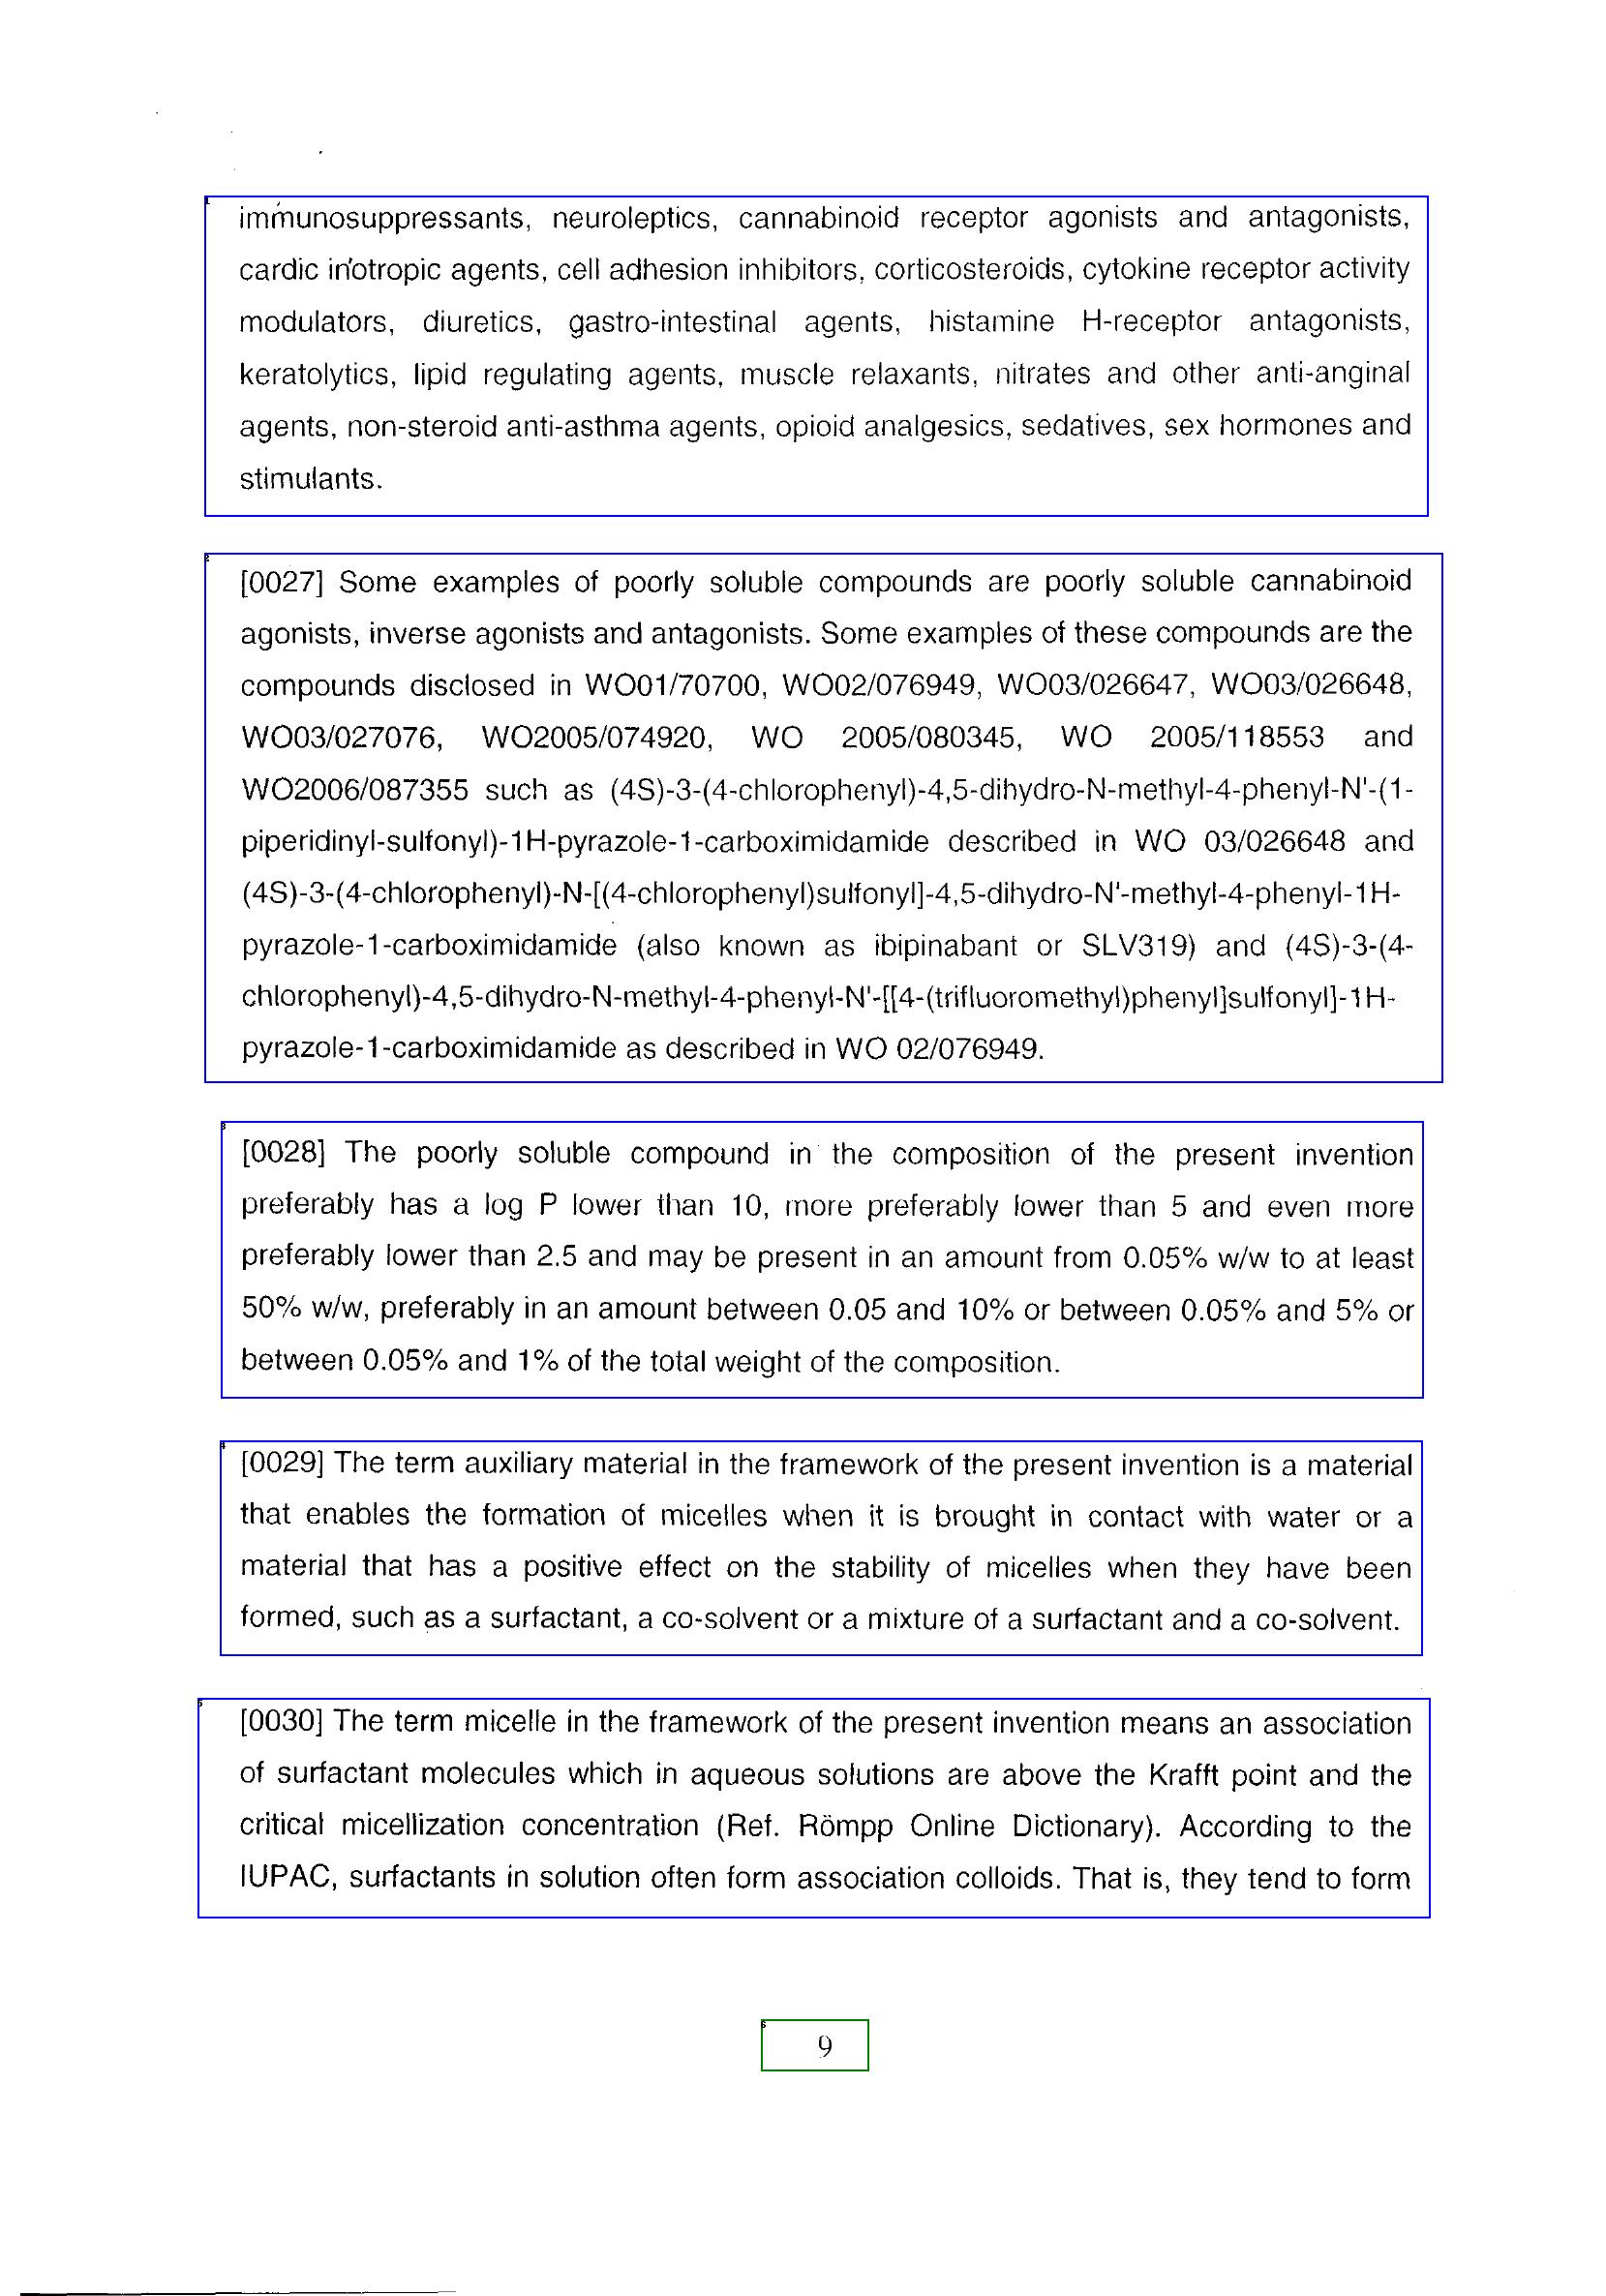 immunosuppressants, neuroleptics, cannabinoid receptor agonists and antagonists,
cardic inotropic agents, cell adhesion inhibitors, corticosteroids, cytokine receptor activity
modulators, diuretics, gastro-intestinal agents, histamine H-receptor antagonists,
keratolytics, lipid regulating agents, muscle relaxants, nitrates and other anti-anginal
agents, non-steroid anti-asthma agents, opioid analgesics, sedatives, sex hormones and
stimulants.
[0027] Some examples of poorly soluble compounds are poorly soluble cannabinoid
agonists, inverse agonists and antagonists. Some examples of these compounds are the
compounds disclosed in WO01/70700, WO02/076949, WO03/026647, WO03/026648,
WO03/027076, WO2005/074920, WO 2005/080345, WO 2005/118553 and
WO2006/087355 such as (4S)-3-(4-chlorophenyl)-4,5-dihydro-N-methyl-4-phenyl-N'-(1-
piperidinyl-sulfonyl)-1H-pyrazole-1-carboximidamide described in WO 03/026648 and
(4S)-3-(4-chlorophenyl)-N-[(4-chlorophenyl)sulfonyl]-4,5-dihydro-N'-methyl-4-phenyl-1H-
pyrazole-1-carboximidamide (also known as ibipinabant or SLV319) and (4S)-3-(4-
chlorophenyl)-4,5-dihydro-N-methyl-4-phenyl-N'-[[4-(trifluoromethyl)phenyl]sulfonyl]-1H-
pyrazole-1-carboximidamide as described in WO 02/076949.
[0028] The poorly soluble compound in the composition of the present invention
preferably has a log P lower than 10, more preferably lower than 5 and even more
preferably lower than 2.5 and may be present in an amount from 0.05% w/w to at least
50% w/w, preferably in an amount between 0.05 and 10% or between 0.05% and 5% or
between 0.05% and 1% of the total weight of the composition.
[0029] The term auxiliary material in the framework of the present invention is a material
that enables the formation of micelles when it is brought in contact with water or a
material that has a positive effect on the stability of micelles when they have been
formed, such as a surfactant, a co-solvent or a mixture of a surfactant and a co-solvent.
[0030] The term micelle in the framework of the present invention means an association
of surfactant molecules which in aqueous solutions are above the Krafft point and the
critical micellization concentration (Ref. Römpp Online Dictionary). According to the
IUPAC, surfactants in solution often form association colloids. That is, they tend to form
9